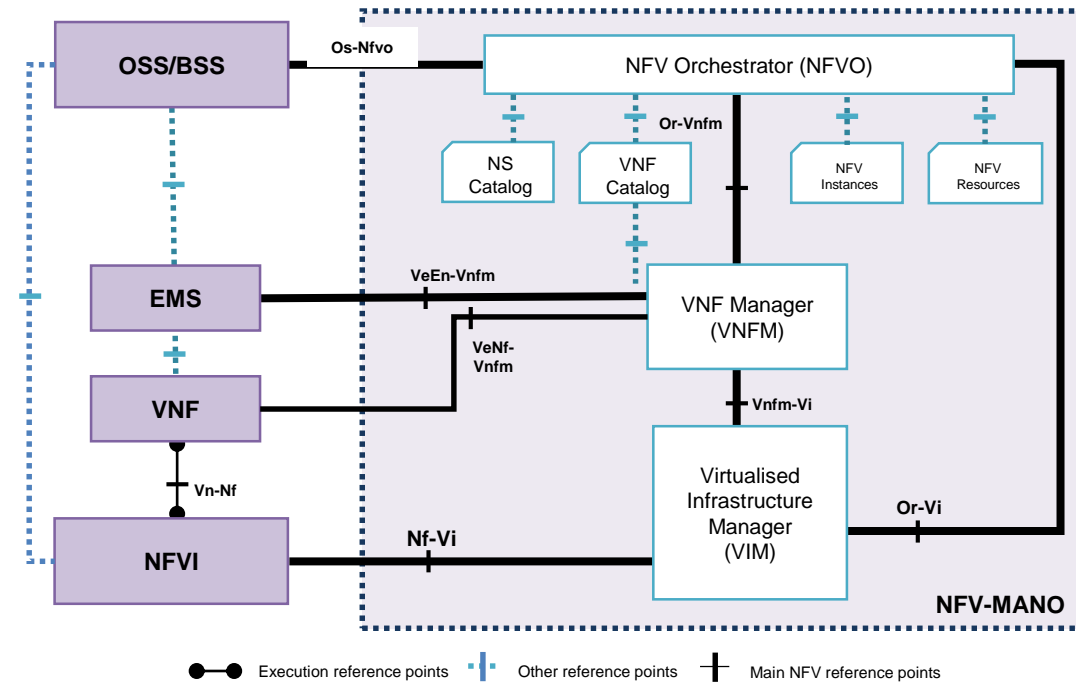 Os-Nfvo
OSS/BSS
NFV Orchestrator (NFVO)
Or-Vnfm
NS
Catalog
VNF
Catalog
NFV
Instances
NFV
Resources
VeEn-Vnfm
EMS
VNF Manager
(VNFM)
VeNf-
Vnfm
VNF
Vnfm-Vi
Vn-Nf
Virtualised
Infrastructure
Manager
(VIM)
Or-Vi
Nf-Vi
NFVI
NFV-MANO
Execution reference points
Other reference points
Main NFV reference points